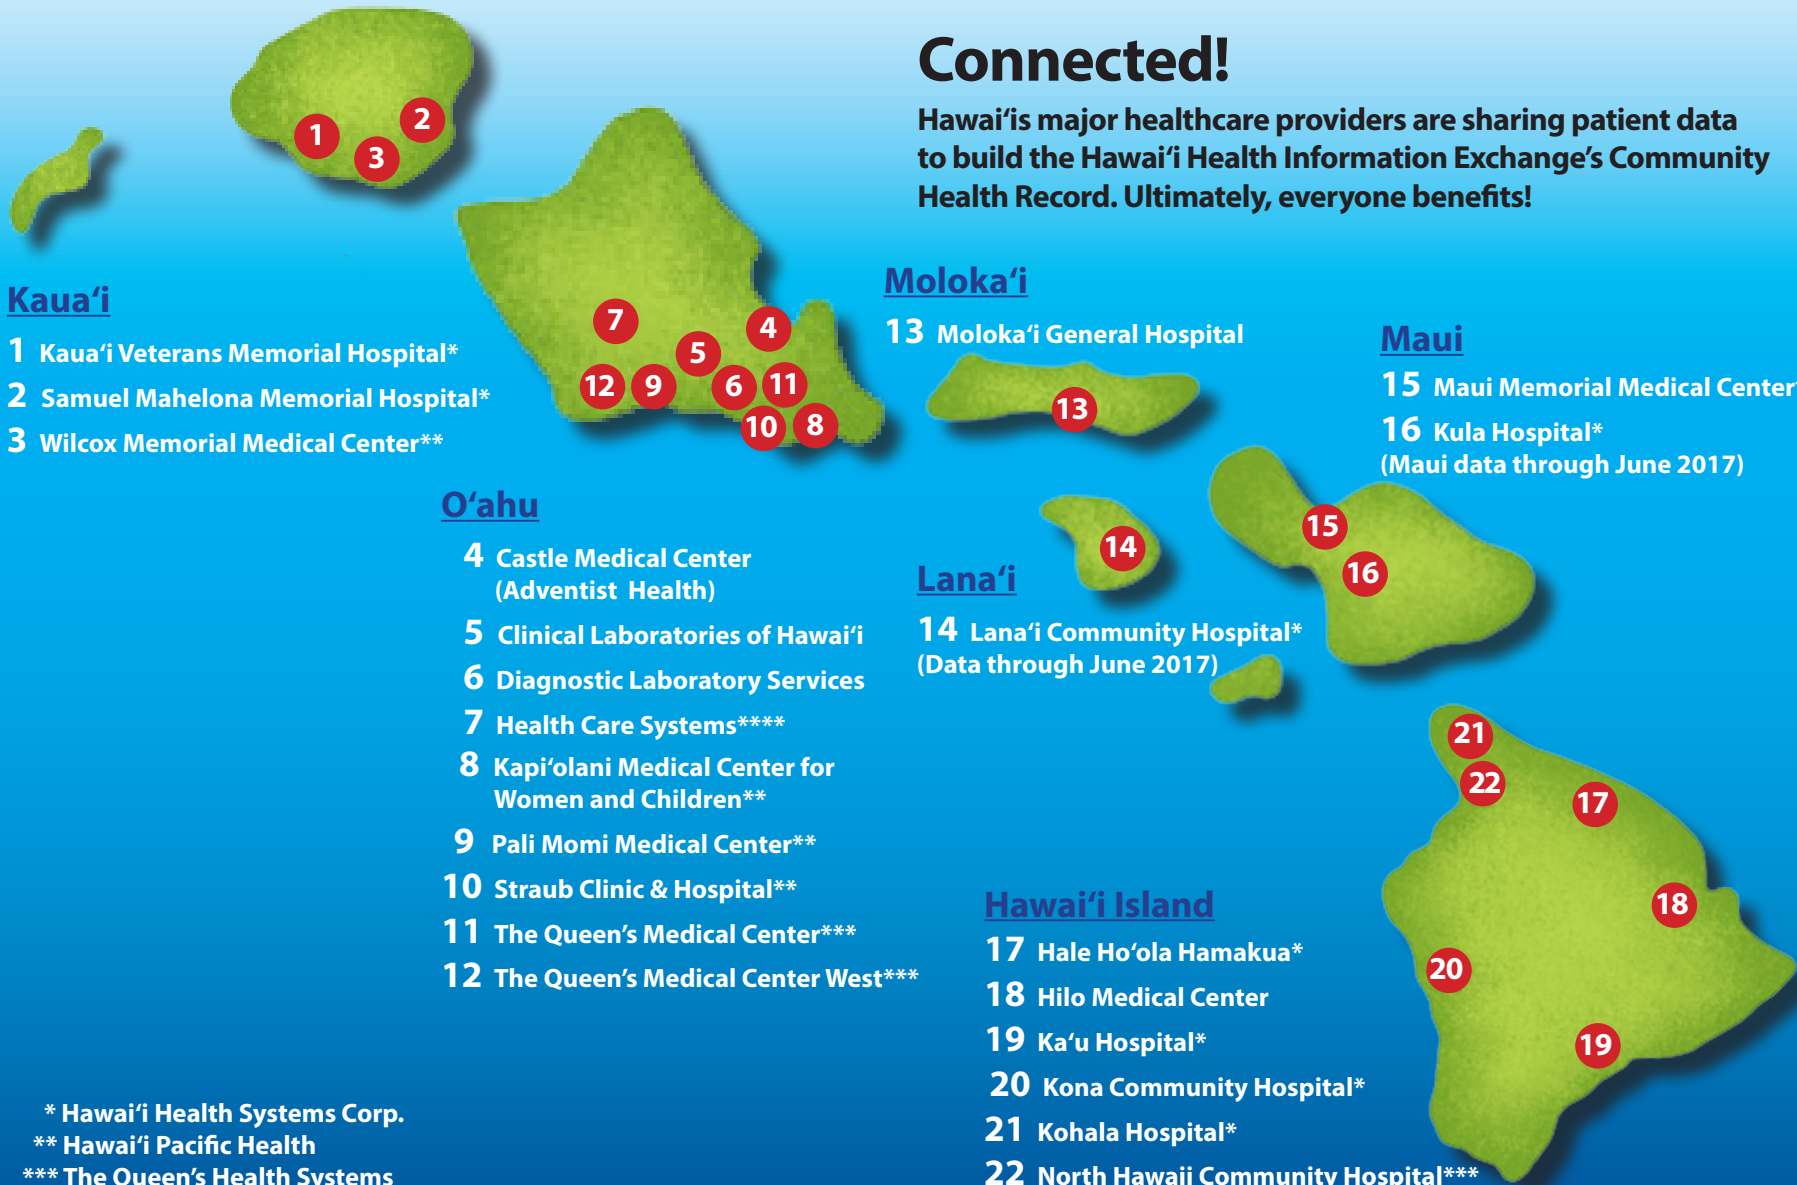 Connected!
Hawai‘is major healthcare providers are sharing patient data
to build the Hawai‘i Health Information Exchange’s Community
Health Record. Ultimately, everyone benefits!
Kaua‘i
1 Kaua‘i Veterans Memorial Hospital*
2 Samuel Mahelona Memorial Hospital*
3 Wilcox Memorial Medical Center**
O‘ahu
4 Castle Medical Center
(Adventist Health)
5 Clinical Laboratories of Hawai‘i
6 Diagnostic Laboratory Services
7 Health Care Systems****
8 Kapi‘olani Medical Center for
Women and Children**
9 Pali Momi Medical Center**
10 Straub Clinic & Hospital**
11 The Queen’s Medical Center***
12 The Queen’s Medical Center West***
Moloka‘i
13 Moloka‘i General Hospital
Lana‘i
14 Lana‘i Community Hospital*
(Data through June 2017)
Maui
15 Maui Memorial Medical Center*
16 Kula Hospital*
(Maui data through June 2017)
Hawai‘i Island
17 Hale Ho‘ola Hamakua*
18 Hilo Medical Center
19 Ka‘u Hospital*
20 Kona Community Hospital*
21 Kohala Hospital*
22 North Hawaii Community Hospital***
* Hawai‘i Health Systems Corp.
** Hawai‘i Pacific Health
*** The Queen’s Health Systems
1
2
3
7
4
5
12
9
6
11
10
8
13
14
15
16
21
22
17
18
20
19